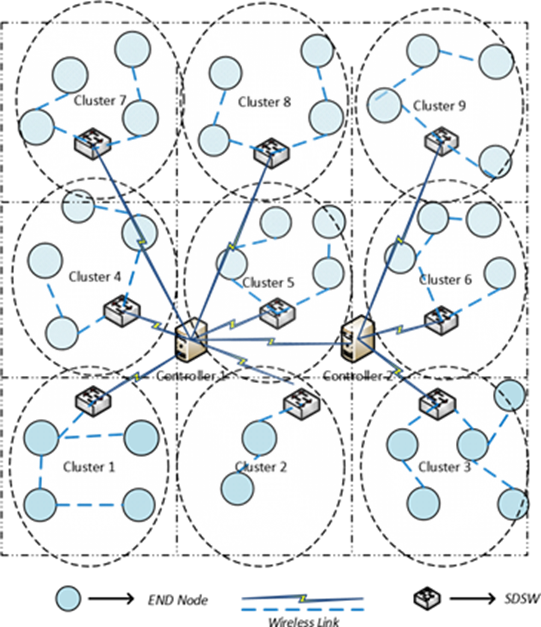 Cluster 7
Cluster 8
Cluster 9
Cluster 4
Cluster 5
Cluster 6
Controller 1
Controller 2
Cluster 1
Cluster 2
Cluster 3
END Node
Wireless Link
SDSW